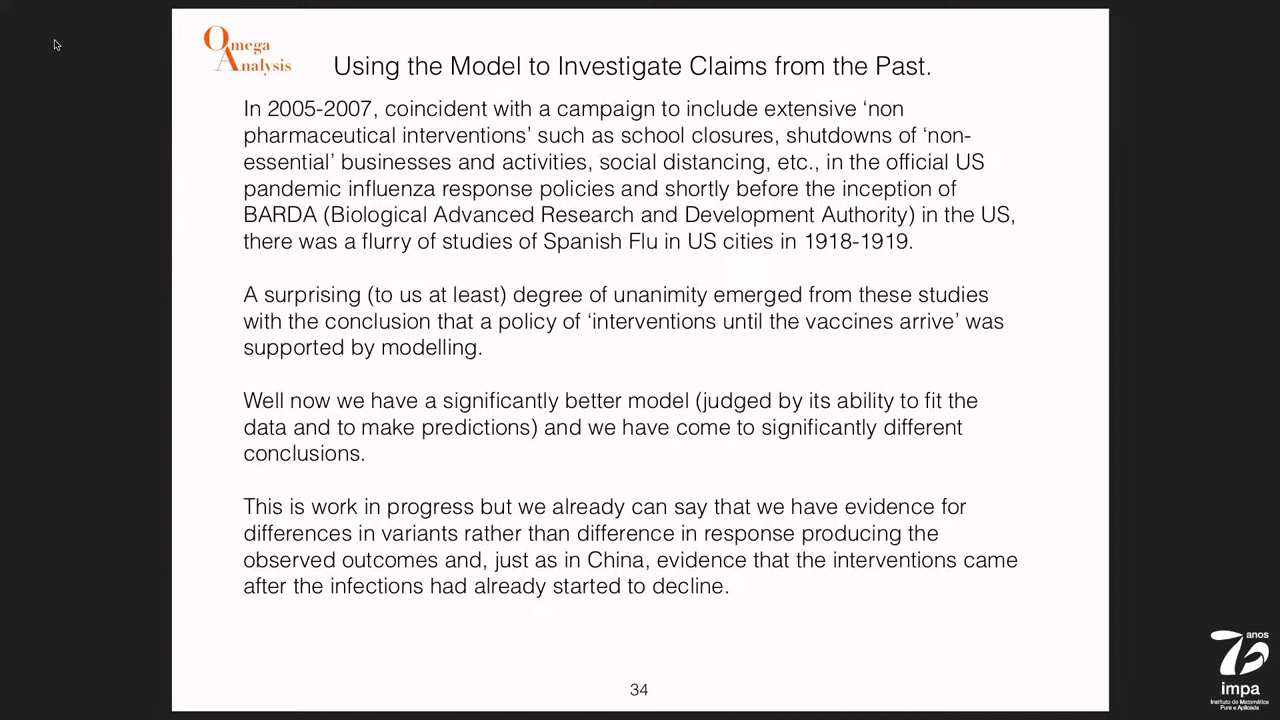 Omega
Analysis
Using the Model to Investigate Claims from the Past.
In 2005-2007, coincident with a campaign to include extensive ‘non
pharmaceutical interventions’ such as school closures, shutdowns of ‘non-
essential’ businesses and activities, social distancing, etc., in the official US
pandemic influenza response policies and shortly before the inception of
BARDA (Biological Advanced Research and Development Authority) in the US,
there was a flurry of studies of Spanish Flu in US cities in 1918-1919.
A surprising (to us at least) degree of unanimity emerged from these studies
with the conclusion that a policy of ‘interventions until the vaccines arrive’ was
supported by modelling.
Well now we have a significantly better model (judged by its ability to fit the
data and to make predictions) and we have come to significantly different
conclusions.
This is work in progress but we already can say that we have evidence for
differences in variants rather than difference in response producing the
observed outcomes and, just as in China, evidence that the interventions came
after the infections had already started to decline.
34
70 anos
impa
Instituto de Matemática
Pura e Aplicada